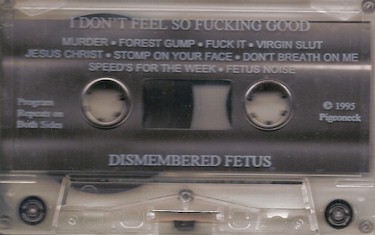 I DON'T FEEL SO FUCKING GOOD
MURDER • FOREST GUMP • FUCK IT • VIRGIN SLUT
JESUS CHRIST • STOMP ON YOUR FACE • DON'T BREATH ON ME
SPEED'S FOR THE WEEK • FETUS NOISE
Program
Repeats on
Both Sides
© 1995
Pigeoneck
DISMEMBERED FETUS